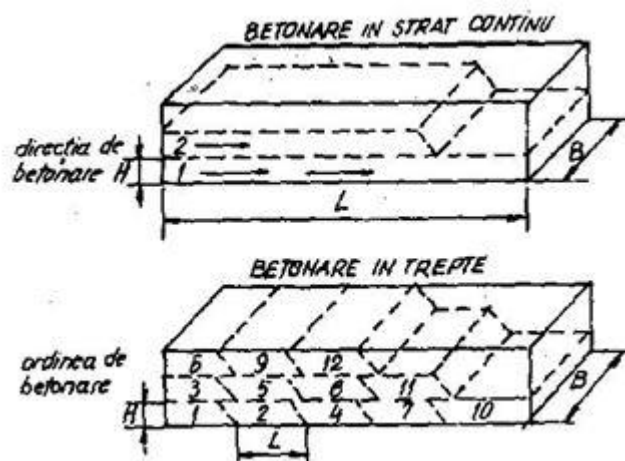 BETONARE IN STRAT CONTINU
directia de
betonare
H
2
1
B
L
BETONARE IN TREPTE
ordinea de
betonare
6 9 12
3 5 8 11
H
1 2 4 7 10
B
L